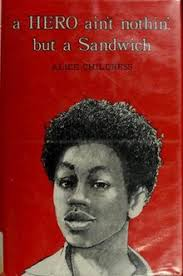 a HERO ain't nothin'
but a Sandwich
ALICE CHILDRESS